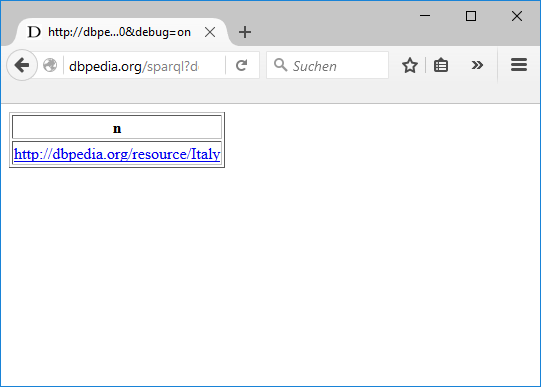 D http://dbpe...0&debug=on
dbpedia.org/sparql?d
Suchen
n
http://dbpedia.org/resource/Italy